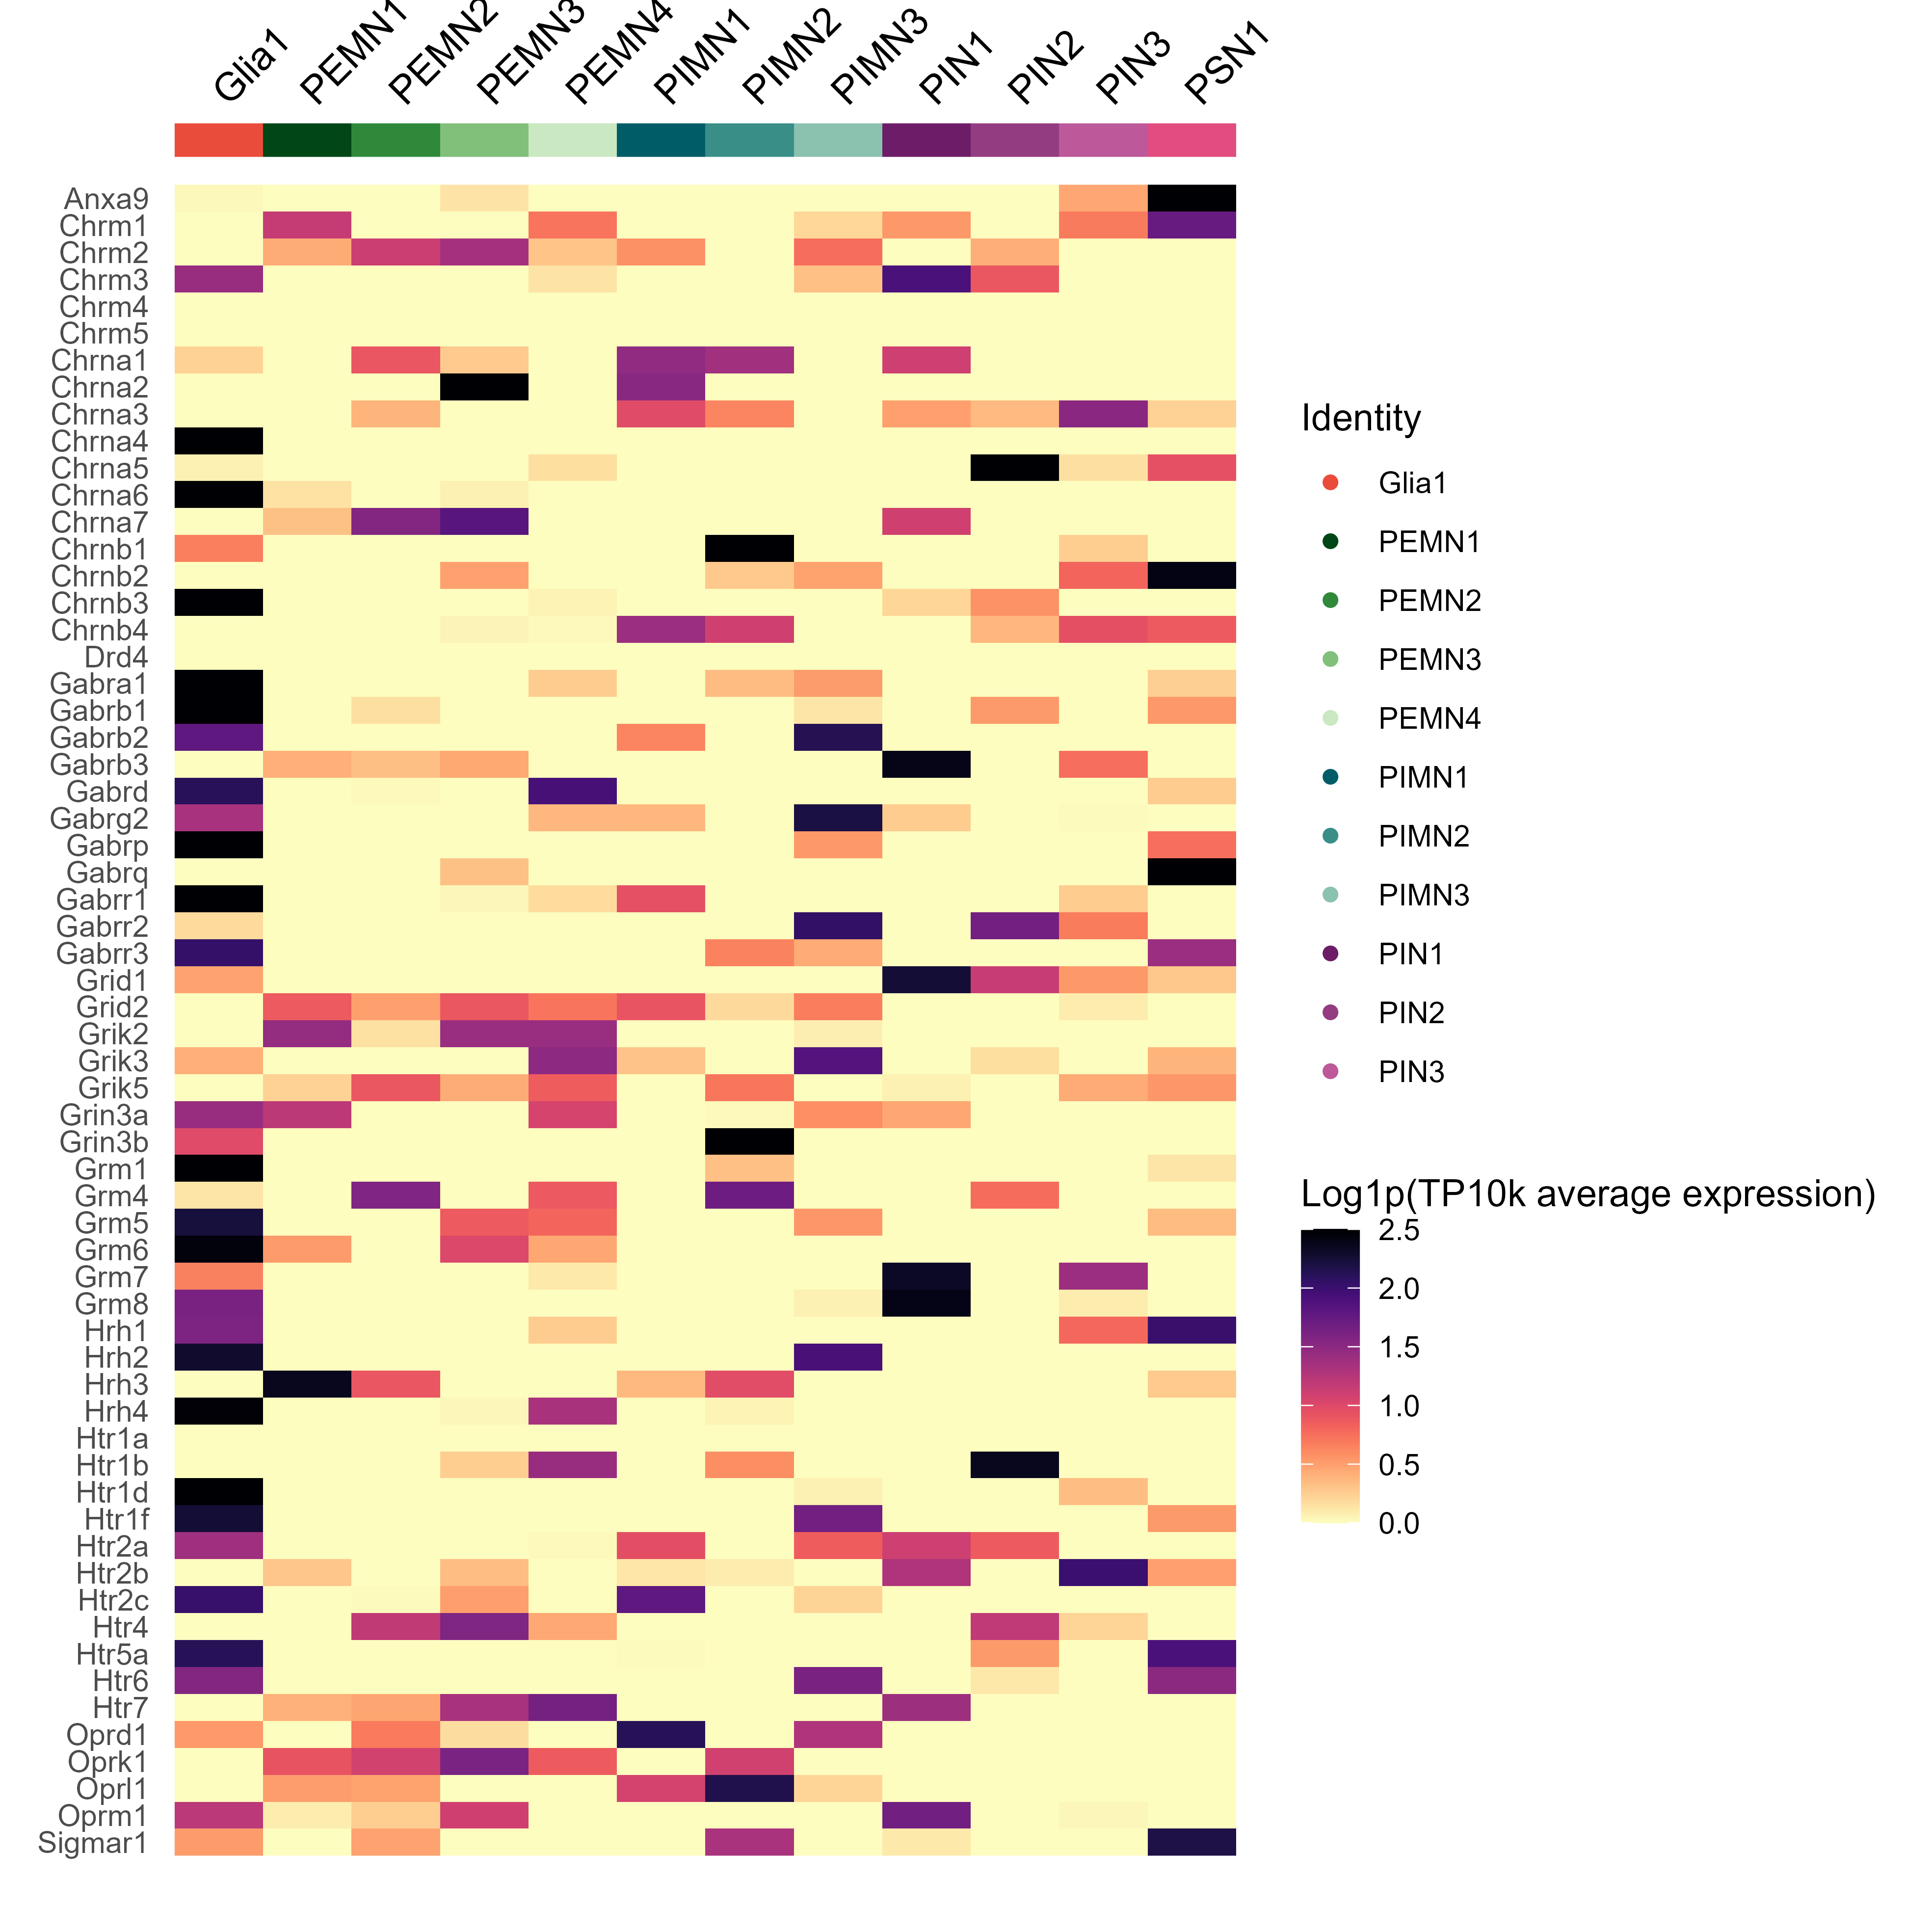 Glia1
PEMN1
PEMN2
PEMN3
PEMN4
PIMN1
PIMN2
PIMN3
PIN1
PIN2
PIN3
PSN1
Anxa9
Chrm1
Chrm2
Chrm3
Chrm4
Chrm5
Chrna1
Chrna2
Chrna3
Chrna4
Chrna5
Chrna6
Chrna7
Chrnb1
Chrnb2
Chrnb3
Chrnb4
Drd4
Gabra1
Gabrb1
Gabrb2
Gabrb3
Gabrd
Gabrg2
Gabrp
Gabrq
Gabrr1
Gabrr2
Gabrr3
Grid1
Grid2
Grik2
Grik3
Grik5
Grin3a
Grin3b
Grm1
Grm4
Grm5
Grm6
Grm7
Grm8
Hrh1
Hrh2
Hrh3
Hrh4
Htr1a
Htr1b
Htr1d
Htr1f
Htr2a
Htr2b
Htr2c
Htr4
Htr5a
Htr6
Htr7
Oprd1
Oprk1
Oprl1
Oprm1
Sigmar1
Identity
Glia1
PEMN1
PEMN2
PEMN3
PEMN4
PIMN1
PIMN2
PIMN3
PIN1
PIN2
PIN3
Log1p(TP10k average expression)
2.5
2.0
1.5
1.0
0.5
0.0